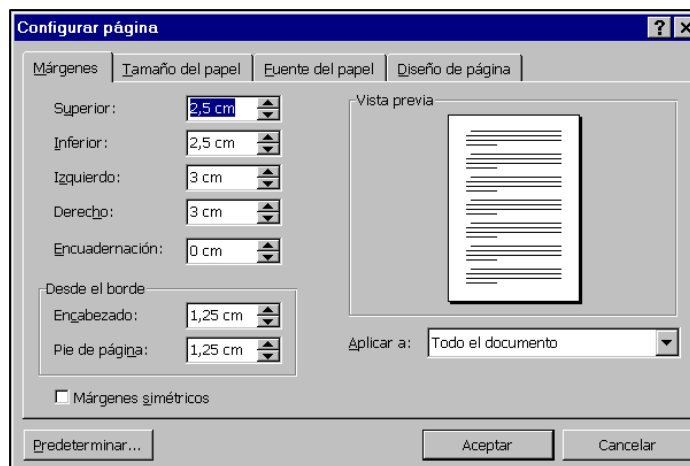 Configurar página
Márgenes Tamaño del papel Fuente del papel Diseño de página
Superior: 2,5 cm
Inferior: 2,5 cm
Izquierdo: 3 cm
Derecho: 3 cm
Encuadernación: 0 cm
Desde el borde
Encabezado: 1,25 cm
Pie de página: 1,25 cm
Márgenes simétricos
Vista previa
Aplicar a: Todo el documento
Predeterminar... Aceptar Cancelar